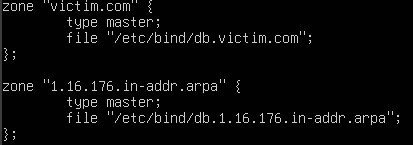 zone "victim.com" {
type master;
file "/etc/bind/db.victim.com";
};
zone "1.16.176.in-addr.arpa" {
type master;
file "/etc/bind/db.1.16.176.in-addr.arpa";
};